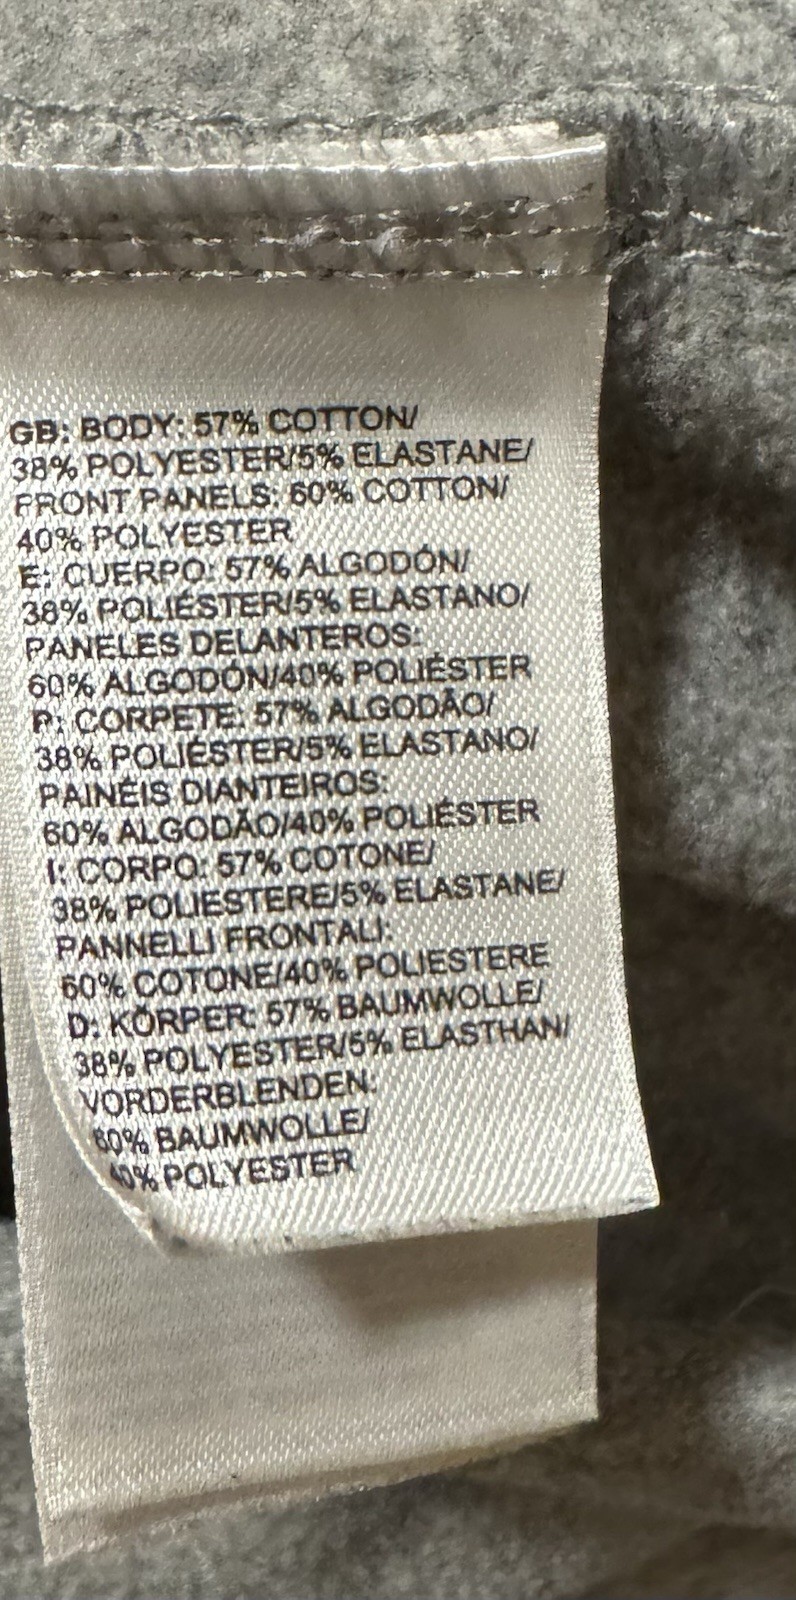 GB: BODY: 57% COTTON/
38% POLYESTER/5% ELASTANE/
FRONT PANELS: 60% COTTON/
40% POLYESTER
E: CUERPO: 57% ALGODÓN/
38% POLIÉSTER/5% ELASTANO/
PANELES DELANTEROS:
60% ALGODÓN/40% POLIÉSTER
P: CORPETE: 57% ALGODÃO/
38% POLIÉSTER/5% ELASTANO/
PAINÉIS DIANTEIROS:
60% ALGODÃO/40% POLIÉSTER
I: CORPO: 57% COTONE/
38% POLIESTERE/5% ELASTANE/
PANNELLI FRONTALI:
60% COTONE/40% POLIESTERE
D: KÖRPER: 57% BAUMWOLLE/
38% POLYESTER/5% ELASTHAN/
VORDERBLENDEN:
60% BAUMWOLLE/
40% POLYESTER